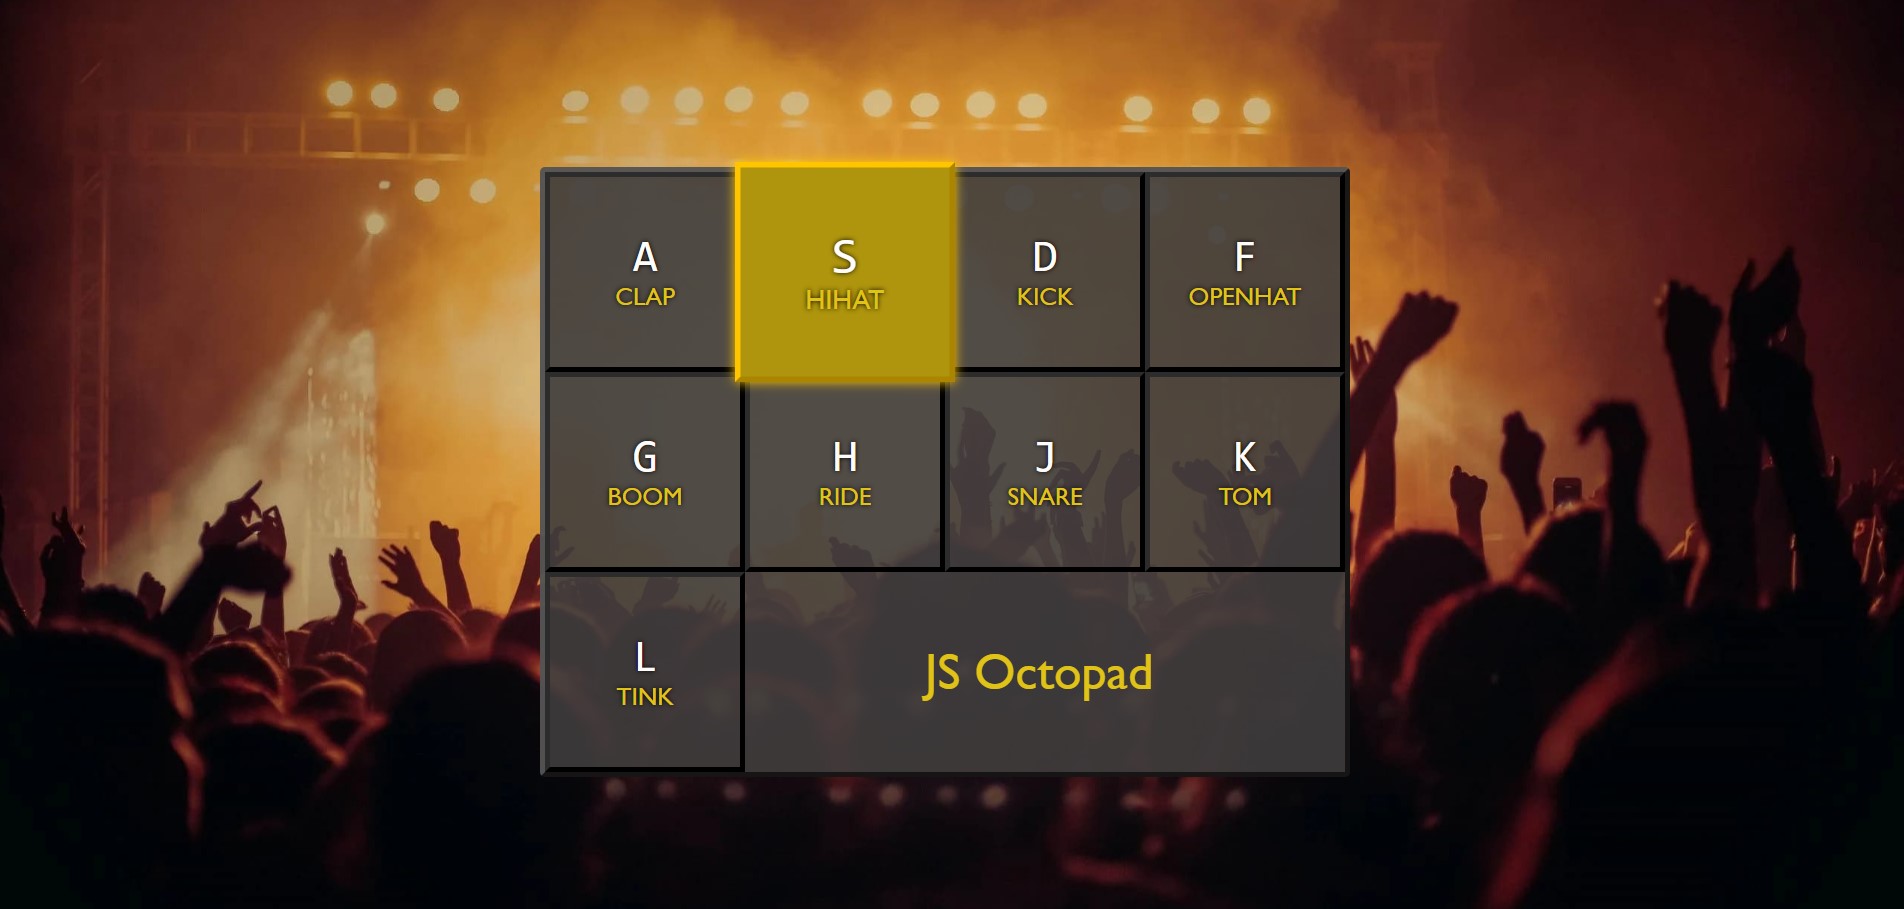 A
CLAP
S
HIHAT
D
KICK
F
OPENHAT
G
BOOM
H
RIDE
J
SNARE
K
TOM
L
TINK
JS Octopad